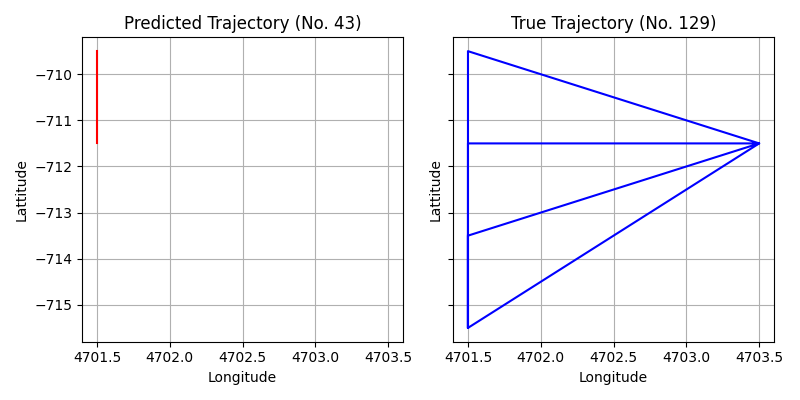 Predicted Trajectory (No. 43)
−710
−711
−712
−713
−714
−715
Lattitude
4701.5 4702.0 4702.5 4703.0 4703.5
Longitude
True Trajectory (No. 129)
Lattitude
4701.5 4702.0 4702.5 4703.0 4703.5
Longitude